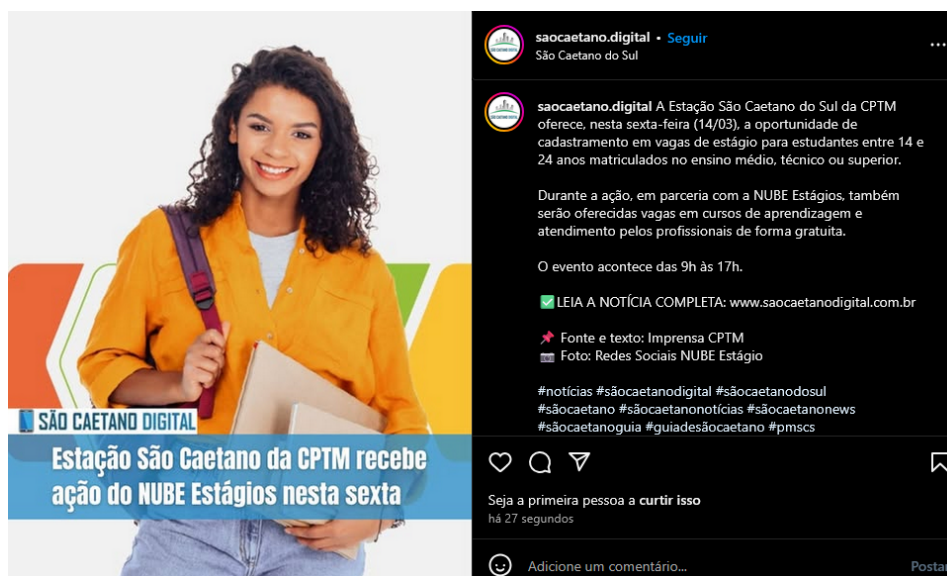 SÃO CAETANO DIGITAL
Estação São Caetano da CPTM recebe
ação do NUBE Estágios nesta sexta
saocaetano.digital • Seguir
São Caetano do Sul
saocaetano.digital A Estação São Caetano do Sul da CPTM
oferece, nesta sexta-feira (14/03), a oportunidade de
cadastramento em vagas de estágio para estudantes entre 14 e
24 anos matriculados no ensino médio, técnico ou superior.
Durante a ação, em parceria com a NUBE Estágios, também
serão oferecidas vagas em cursos de aprendizagem e
atendimento pelos profissionais de forma gratuita.
O evento acontece das 9h às 17h.
✅ LEIA A NOTÍCIA COMPLETA: www.saocaetanodigital.com.br
📌 Fonte e texto: Imprensa CPTM
📷 Foto: Redes Sociais NUBE Estágio
#notícias #sãocaetanodigital #sãocaetanodosul
#sãocaetano #sãocaetanonotícias #sãocaetanonews
#sãocaetanoguia #guiadesãocaetano #pmscs
Seja a primeira pessoa a curtir isso
há 27 segundos
Adicione um comentário...
Postar